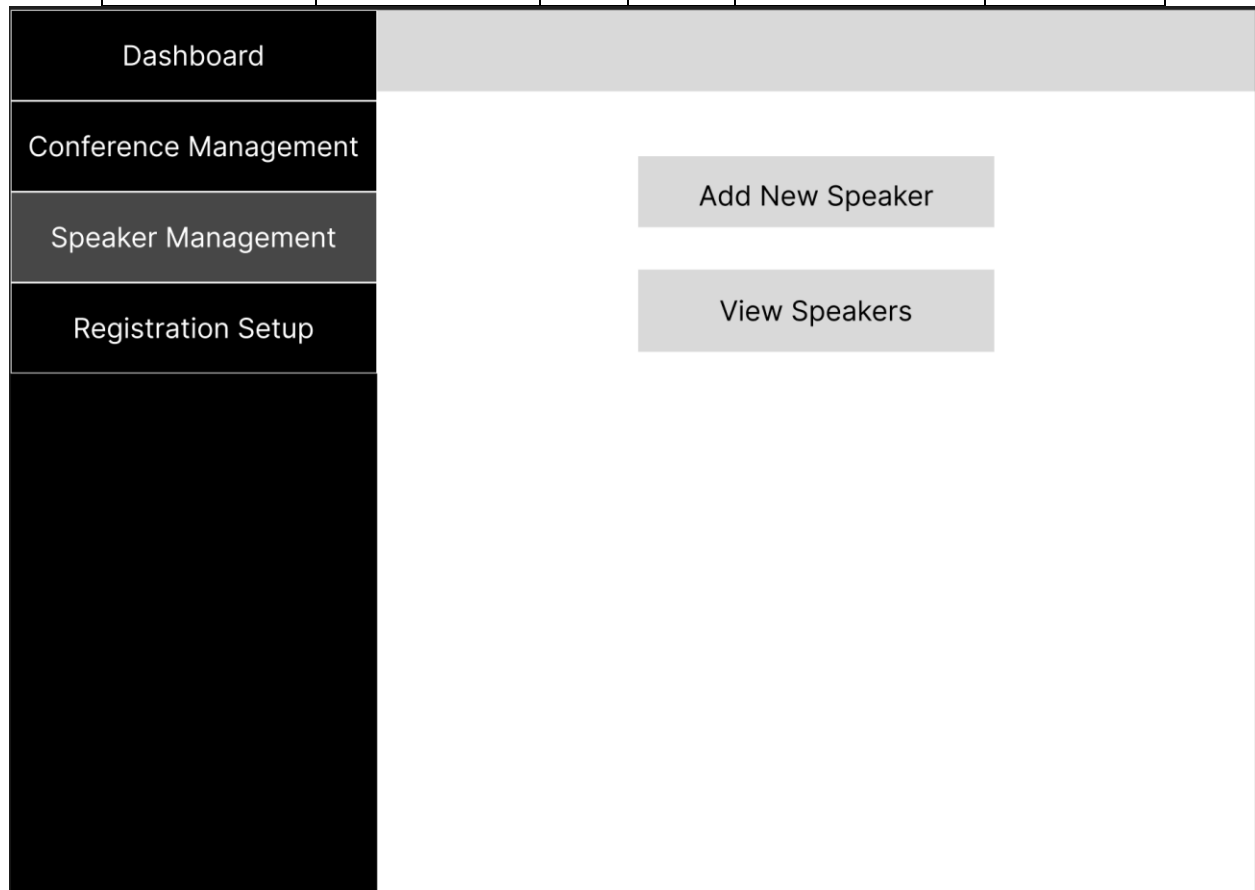 Dashboard
Conference Management
Speaker Management
Registration Setup
Add New Speaker
View Speakers